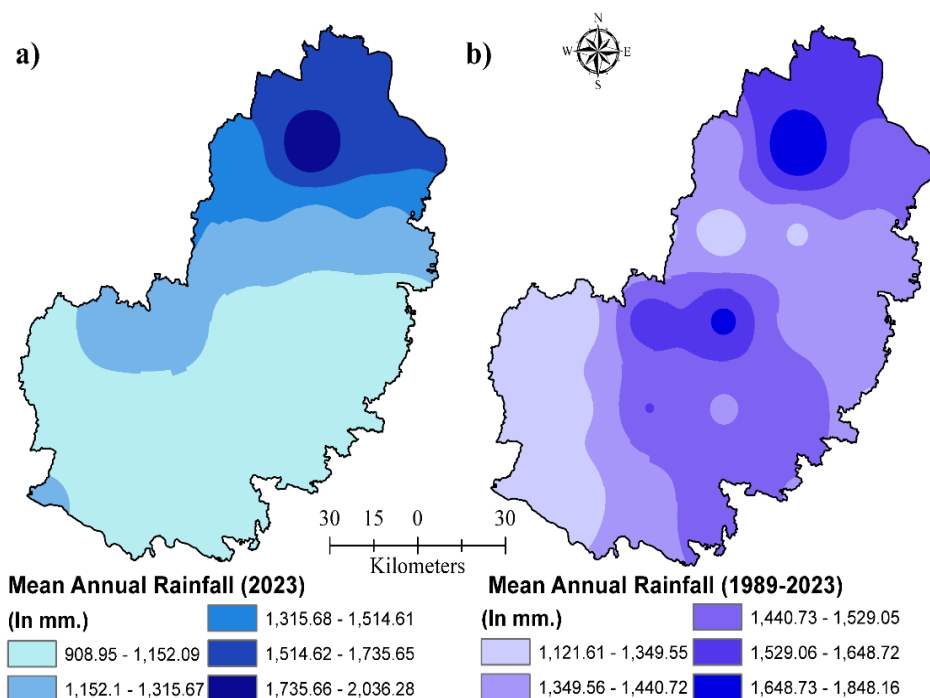 a)
b)
N
W E
S
30 15 0 30
Kilometers
Mean Annual Rainfall (2023)
(In mm.)
908.95 - 1,152.09
1,152.1 - 1,315.67
1,315.68 - 1,514.61
1,514.62 - 1,735.65
1,735.66 - 2,036.28
Mean Annual Rainfall (1989-2023)
(In mm.)
1,121.61 - 1,349.55
1,349.56 - 1,440.72
1,440.73 - 1,529.05
1,529.06 - 1,648.72
1,648.73 - 1,848.16